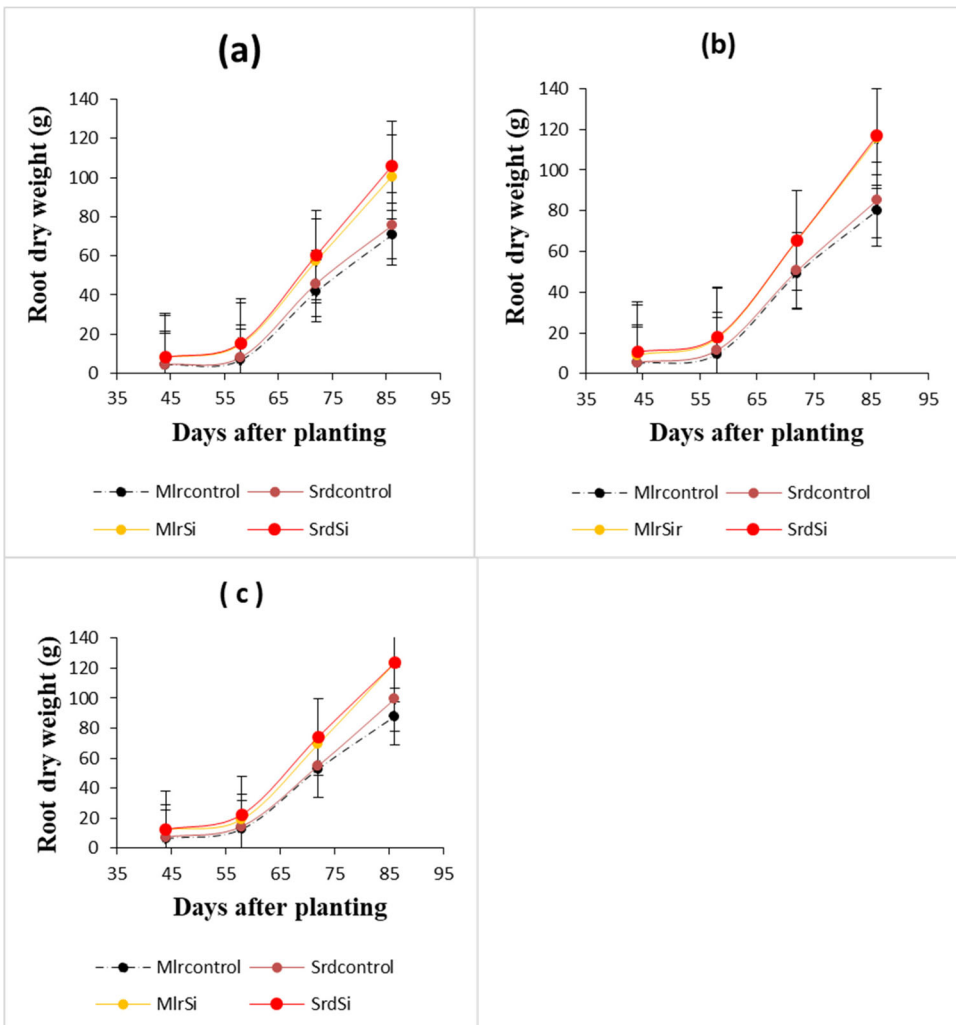 (a)
Root dry weight (g)
140
120
100
80
60
40
20
0
35 45 55 65 75 85 95
Days after planting
Mlrcontrol Srdcontrol
MlrSi SrdSi
(b)
Root dry weight (g)
140
120
100
80
60
40
20
0
35 45 55 65 75 85 95
Days after planting
Mlrcontrol Srdcontrol
MlrSir SrdSi
( c )
Root dry weight (g)
140
120
100
80
60
40
20
0
35 45 55 65 75 85 95
Days after planting
Mlrcontrol Srdcontrol
MlrSi SrdSi